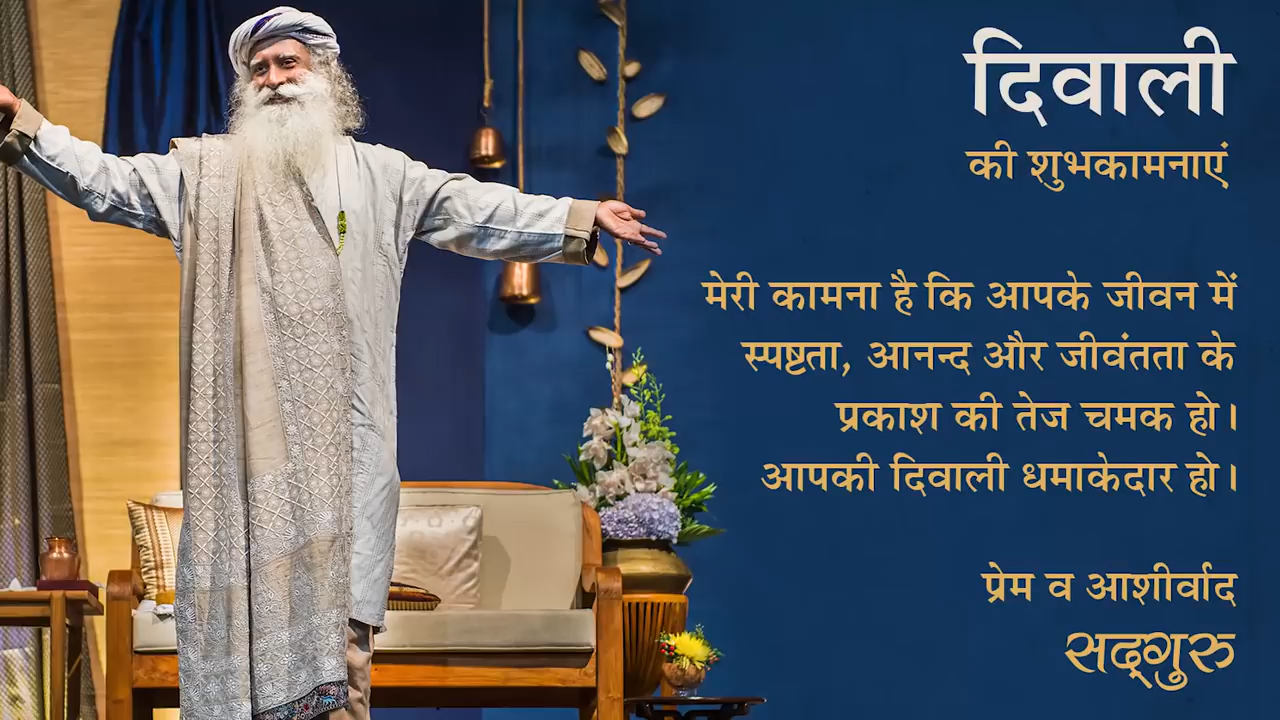 दिवाली
की शुभकामनाएं
मेरी कामना है कि आपके जीवन में
स्पष्टता, आनन्द और जीवंतता के
प्रकाश की तेज चमक हो।
आपकी दिवाली धमाकेदार हो।
प्रेम व आशीर्वाद
सद्गुरु